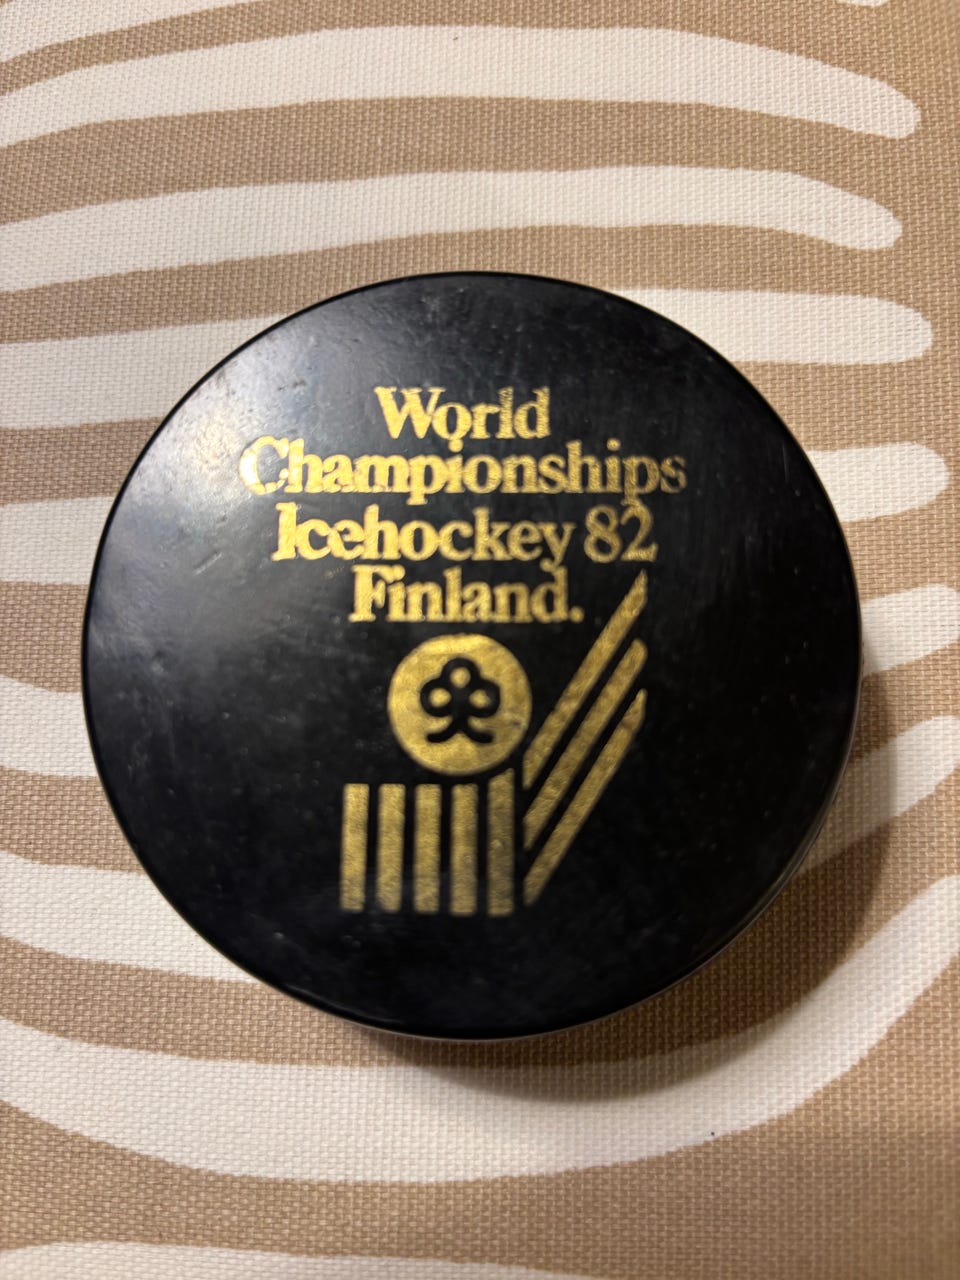 World
Championships
Icehockey 82
Finland.